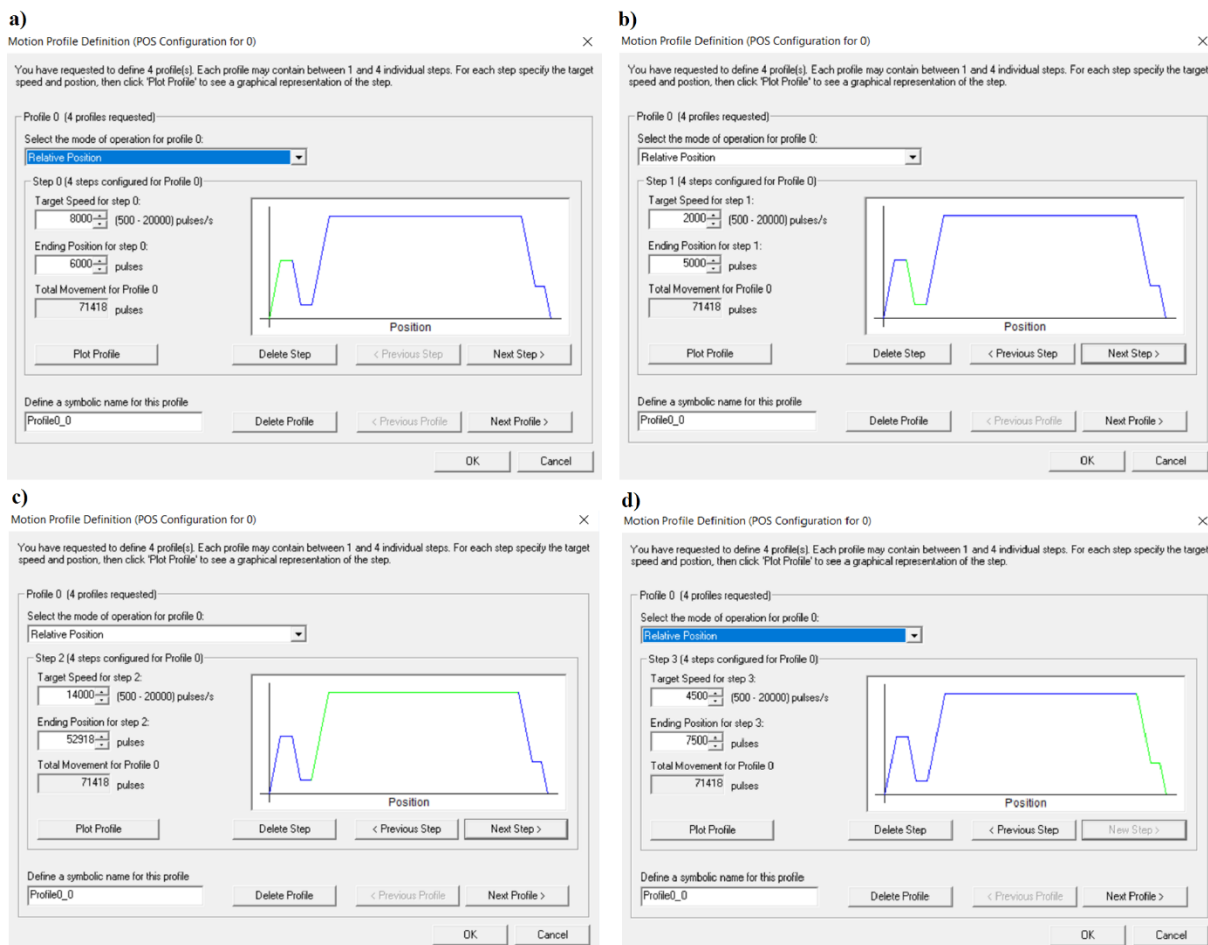 a)
Motion Profile Definition (POS Configuration for 0)
You have requested to define 4 profile(s). Each profile may contain between 1 and 4 individual steps. For each step specify the target
speed and postion, then click 'Plot Profile' to see a graphical representation of the step.
Profile 0 (4 profiles requested)
Select the mode of operation for profile 0:
Relative Position
Step 0 (4 steps configured for Profile 0)
Target Speed for step 0:
8000 (500 - 20000) pulses/s
Ending Position for step 0:
6000 pulses
Total Movement for Profile 0
71418 pulses
Position
Plot Profile Delete Step < Previous Step Next Step >
Define a symbolic name for this profile
Profile0_0 Delete Profile < Previous Profile Next Profile >
OK Cancel
b)
Motion Profile Definition (POS Configuration for 0)
You have requested to define 4 profile(s). Each profile may contain between 1 and 4 individual steps. For each step specify the target
speed and postion, then click 'Plot Profile' to see a graphical representation of the step.
Profile 0 (4 profiles requested)
Select the mode of operation for profile 0:
Relative Position
Step 1 (4 steps configured for Profile 0)
Target Speed for step 1:
2000 (500 - 20000) pulses/s
Ending Position for step 1:
5000 pulses
Total Movement for Profile 0
71418 pulses
Position
Plot Profile Delete Step < Previous Step Next Step >
Define a symbolic name for this profile
Profile0_0 Delete Profile < Previous Profile Next Profile >
OK Cancel
c)
Motion Profile Definition (POS Configuration for 0)
You have requested to define 4 profile(s). Each profile may contain between 1 and 4 individual steps. For each step specify the target
speed and postion, then click 'Plot Profile' to see a graphical representation of the step.
Profile 0 (4 profiles requested)
Select the mode of operation for profile 0:
Relative Position
Step 2 (4 steps configured for Profile 0)
Target Speed for step 2:
14000 (500 - 20000) pulses/s
Ending Position for step 2:
52918 pulses
Total Movement for Profile 0
71418 pulses
Position
Plot Profile Delete Step < Previous Step Next Step >
Define a symbolic name for this profile
Profile0_0 Delete Profile < Previous Profile Next Profile >
OK Cancel
d)
Motion Profile Definition (POS Configuration for 0)
You have requested to define 4 profile(s). Each profile may contain between 1 and 4 individual steps. For each step specify the target
speed and postion, then click 'Plot Profile' to see a graphical representation of the step.
Profile 0 (4 profiles requested)
Select the mode of operation for profile 0:
Relative Position
Step 3 (4 steps configured for Profile 0)
Target Speed for step 3:
4500 (500 - 20000) pulses/s
Ending Position for step 3:
7500 pulses
Total Movement for Profile 0
71418 pulses
Position
Plot Profile Delete Step < Previous Step New Step >
Define a symbolic name for this profile
Profile0_0 Delete Profile < Previous Profile Next Profile >
OK Cancel